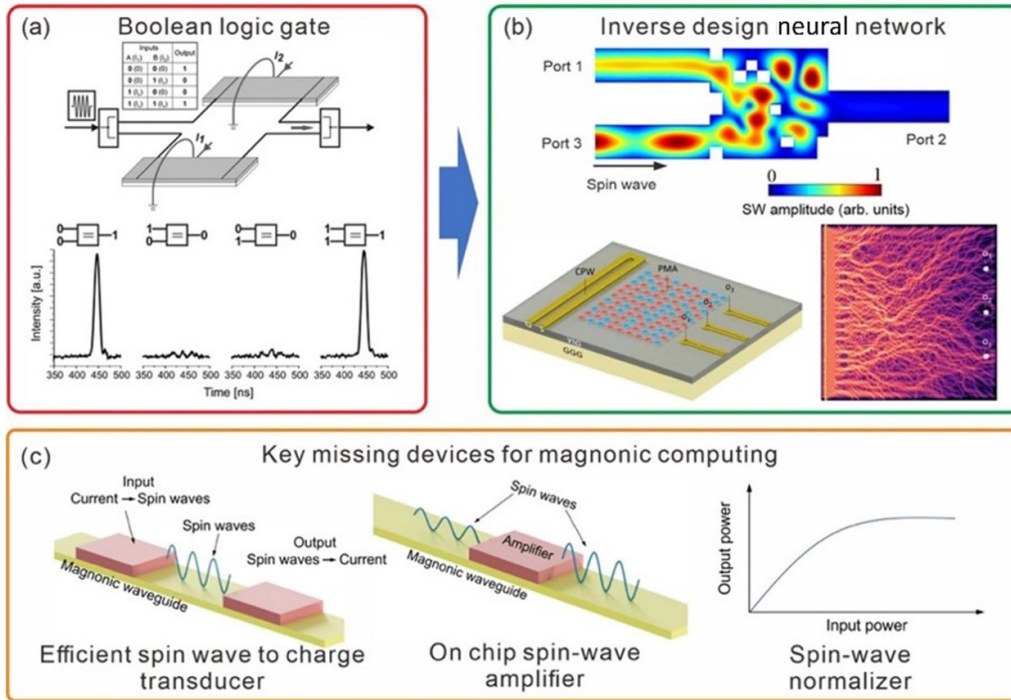 (a)
Boolean logic gate
Inputs Output
A (I₁) B (I₂)
0 (0) 0 (0) 1
0 (0) 1 (I꜀) 0
1 (I꜀) 0 (0) 0
1 (I꜀) 1 (I꜀) 1
I2
I1
0 0 = 1
1 0 = 0
0 1 = 0
1 1 = 1
Intensity [a.u.]
350 400 450 500 350 400 450 500 350 400 450 500 350 400 450 500
Time [ns]
(b)
Inverse design neural network
Port 1
Port 3
Port 2
Spin wave
0 1
SW amplitude (arb. units)
CPW
PMA
O₃
O₂
O₁
YIG
GGG
(c)
Key missing devices for magnonic computing
Input
Current → Spin waves
Spin waves
Output
Spin waves → Current
Magnonic waveguide
Efficient spin wave to charge
transducer
Spin waves
Amplifier
Magnonic waveguide
On chip spin-wave
amplifier
Output power
Input power
Spin-wave
normalizer